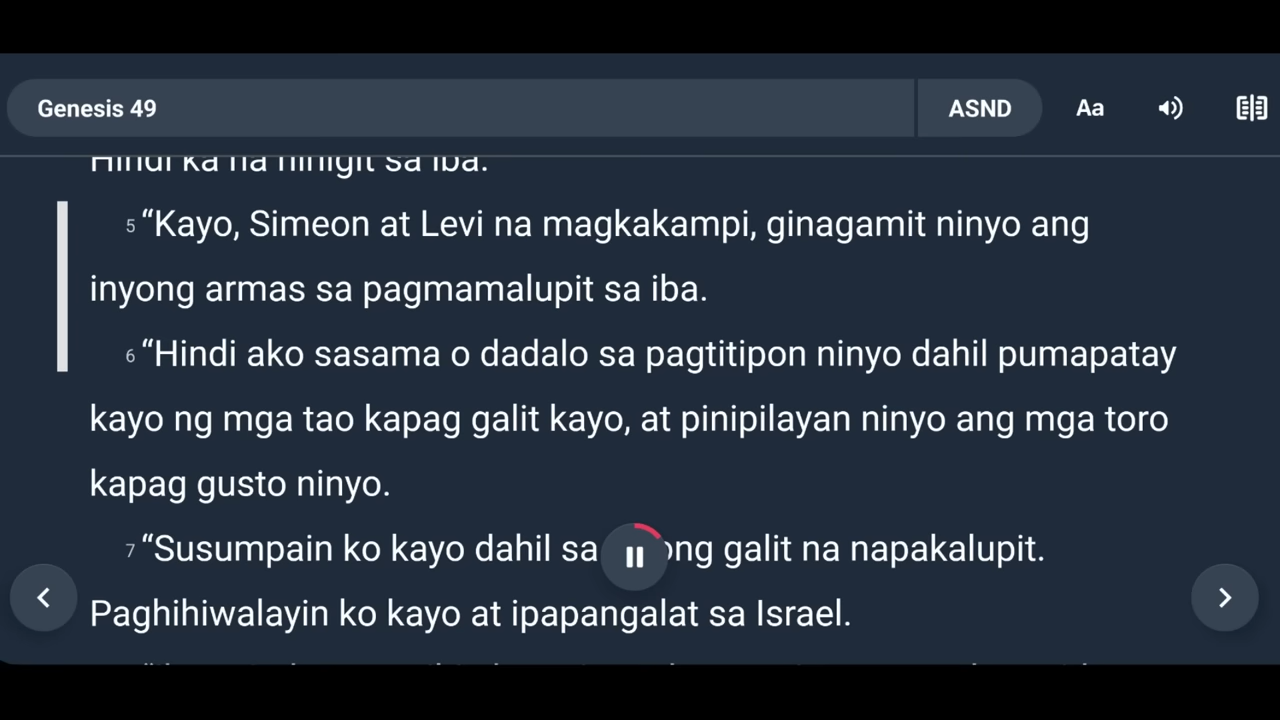 Genesis 49
ASND
Aa
Hindi ka na hihigit sa iba.
5 “Kayo, Simeon at Levi na magkakampi, ginagamit ninyo ang
inyong armas sa pagmamalupit sa iba.
6 “Hindi ako sasama o dadalo sa pagtitipon ninyo dahil pumapatay
kayo ng mga tao kapag galit kayo, at pinipilayan ninyo ang mga toro
kapag gusto ninyo.
7 “Susumpain ko kayo dahil sa galit na napakalupit.
Paghihiwalayin ko kayo at ipapangalat sa Israel.